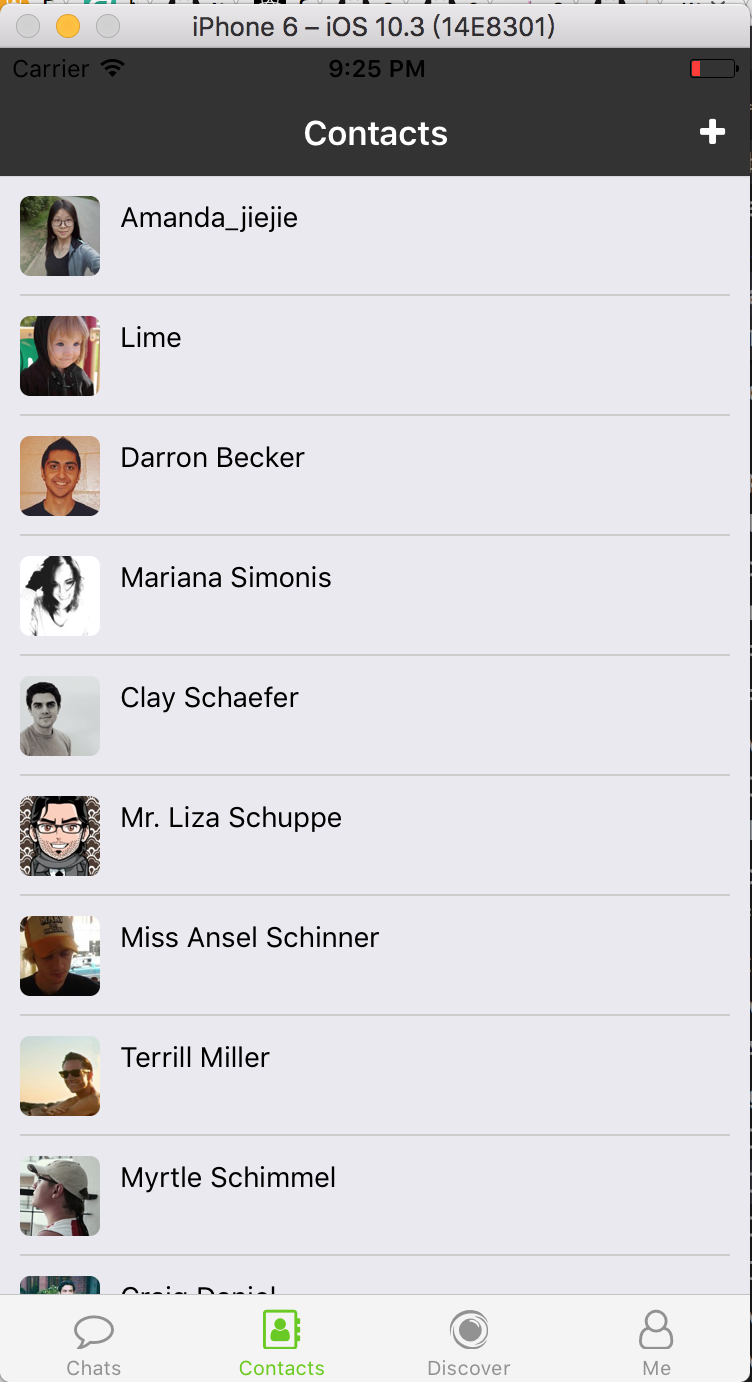 iPhone 6 – iOS 10.3 (14E8301)
Carrier 9:25 PM
Contacts
Amanda_jiejie
Lime
Darron Becker
Mariana Simonis
Clay Schaefer
Mr. Liza Schuppe
Miss Ansel Schinner
Terrill Miller
Myrtle Schimmel
Chats Contacts Discover Me